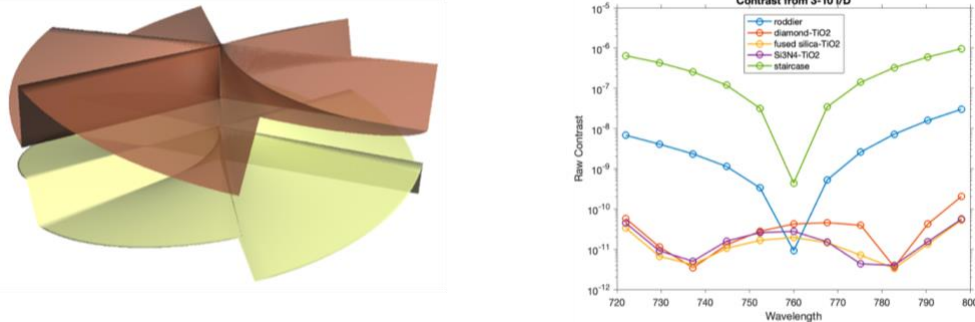 Contrast from 3-10 l/D
10-5
roddier
diamond-TiO2
fused silica-TiO2
Si3N4-TiO2
staircase
10-6
10-7
10-8
10-9
10-10
10-11
10-12
Raw Contrast
720 730 740 750 760 770 780 790 800
Wavelength